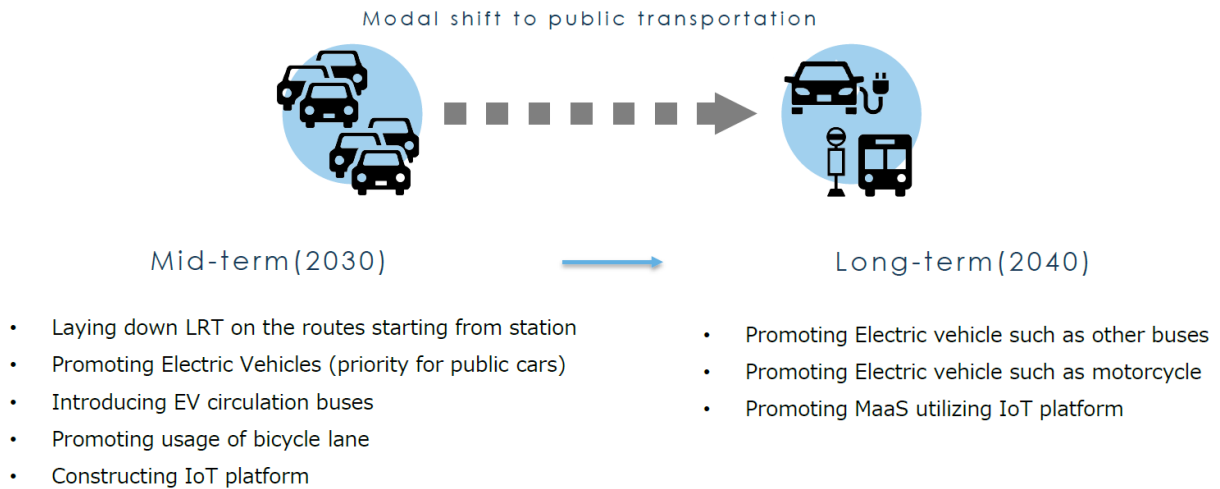 Modal shift to public transportation
Mid-term(2030)
Long-term(2040)
• Laying down LRT on the routes starting from station
• Promoting Electric Vehicles (priority for public cars)
• Introducing EV circulation buses
• Promoting usage of bicycle lane
• Constructing IoT platform
• Promoting Electric vehicle such as other buses
• Promoting Electric vehicle such as motorcycle
• Promoting MaaS utilizing IoT platform